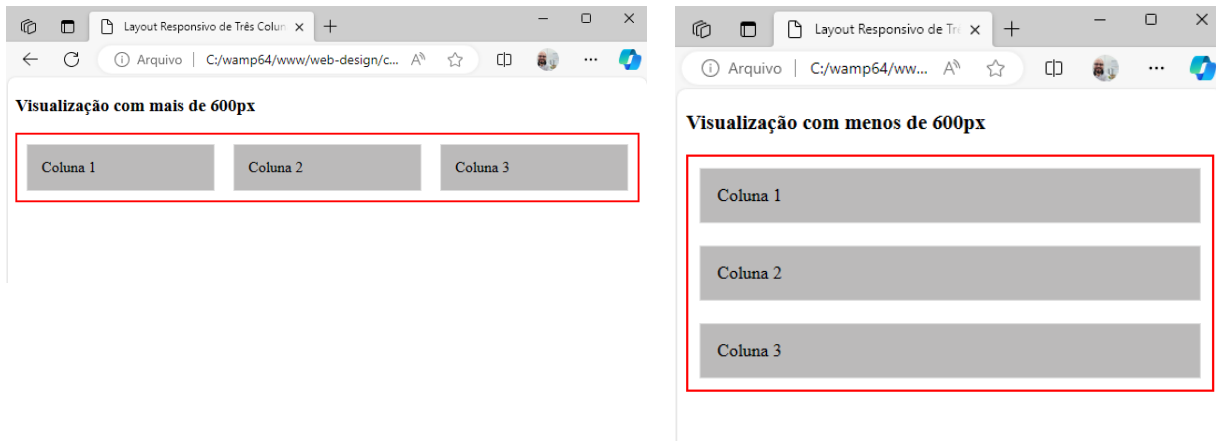 Layout Responsivo de Três Colun
Arquivo | C:/wamp64/www/web-design/c...
Visualização com mais de 600px
Coluna 1
Coluna 2
Coluna 3
Layout Responsivo de Tr
Arquivo | C:/wamp64/ww...
Visualização com menos de 600px
Coluna 1
Coluna 2
Coluna 3